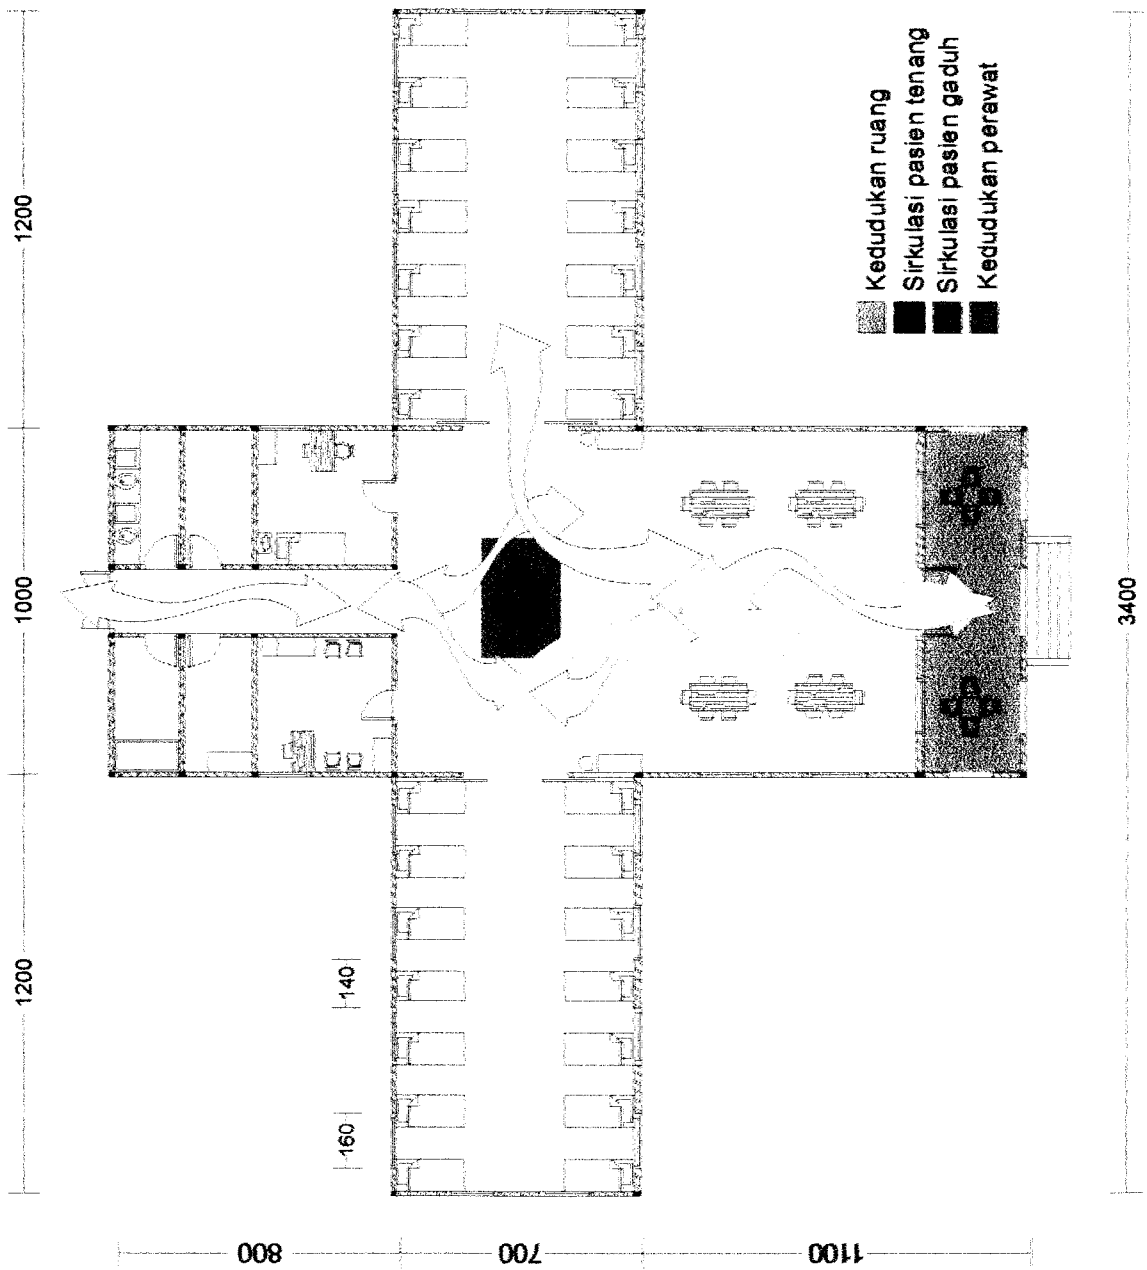 1200
1000
1200
3400
800
700
1100
160
140
Kedudukan ruang
Sirkulasi pasien tenang
Sirkulasi pasien gaduh
Kedudukan perawat